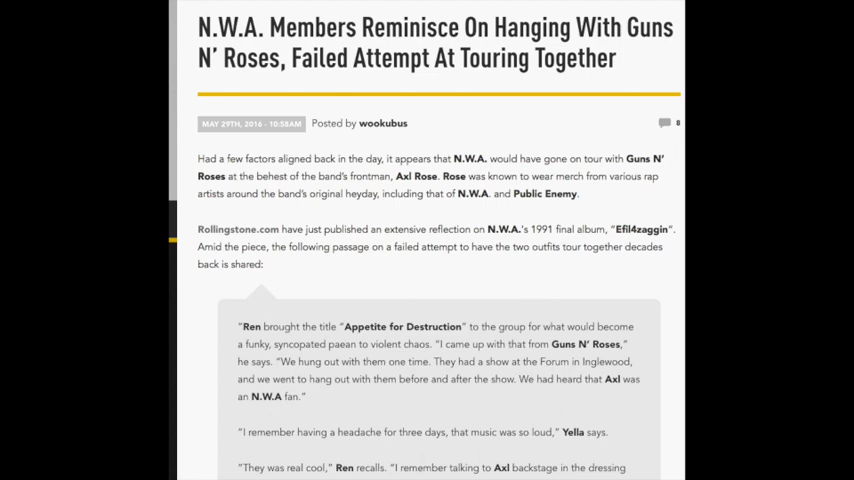 N.W.A. Members Reminisce On Hanging With Guns
N' Roses, Failed Attempt At Touring Together
MAY 29TH, 2016 - 10:58AM Posted by wookubus 8
Had a few factors aligned back in the day, it appears that N.W.A. would have gone on tour with Guns N'
Roses at the behest of the band's frontman, Axl Rose. Rose was known to wear merch from various rap
artists around the band's original heyday, including that of N.W.A. and Public Enemy.
Rollingstone.com have just published an extensive reflection on N.W.A.'s 1991 final album, "Efil4zaggin".
Amid the piece, the following passage on a failed attempt to have the two outfits tour together decades
back is shared:
"Ren brought the title "Appetite for Destruction" to the group for what would become
a funky, syncopated paean to violent chaos. "I came up with that from Guns N' Roses,"
he says. "We hung out with them one time. They had a show at the Forum in Inglewood,
and we went to hang out with them before and after the show. We had heard that Axl was
an N.W.A fan."
"I remember having a headache for three days, that music was so loud," Yella says.
"They was real cool," Ren recalls. "I remember talking to Axl backstage in the dressing